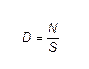 D = N/S